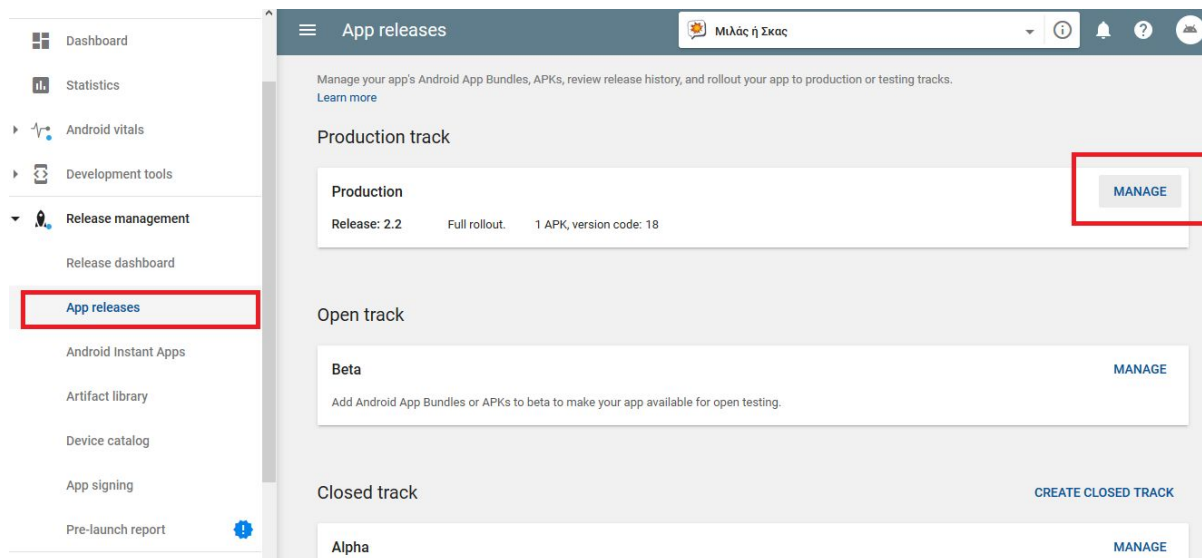 Dashboard
Statistics
Android vitals
Development tools
Release management
Release dashboard
App releases
Android Instant Apps
Artifact library
Device catalog
App signing
Pre-launch report
App releases
Μιλάς ή Σκας
Manage your app's Android App Bundles, APKs, review release history, and rollout your app to production or testing tracks.
Learn more
Production track
Production
MANAGE
Release: 2.2 Full rollout. 1 APK, version code: 18
Open track
Beta
MANAGE
Add Android App Bundles or APKs to beta to make your app available for open testing.
Closed track
CREATE CLOSED TRACK
Alpha
MANAGE